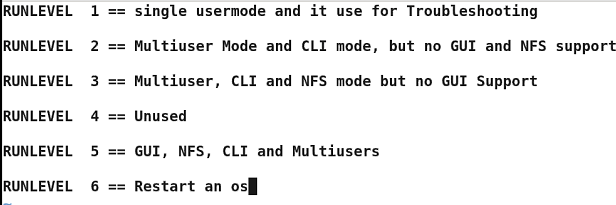 RUNLEVEL  1 == single usermode and it use for Troubleshooting
RUNLEVEL  2 == Multiuser Mode and CLI mode, but no GUI and NFS support
RUNLEVEL  3 == Multiuser, CLI and NFS mode but no GUI Support
RUNLEVEL  4 == Unused
RUNLEVEL  5 == GUI, NFS, CLI and Multiusers
RUNLEVEL  6 == Restart an os
~